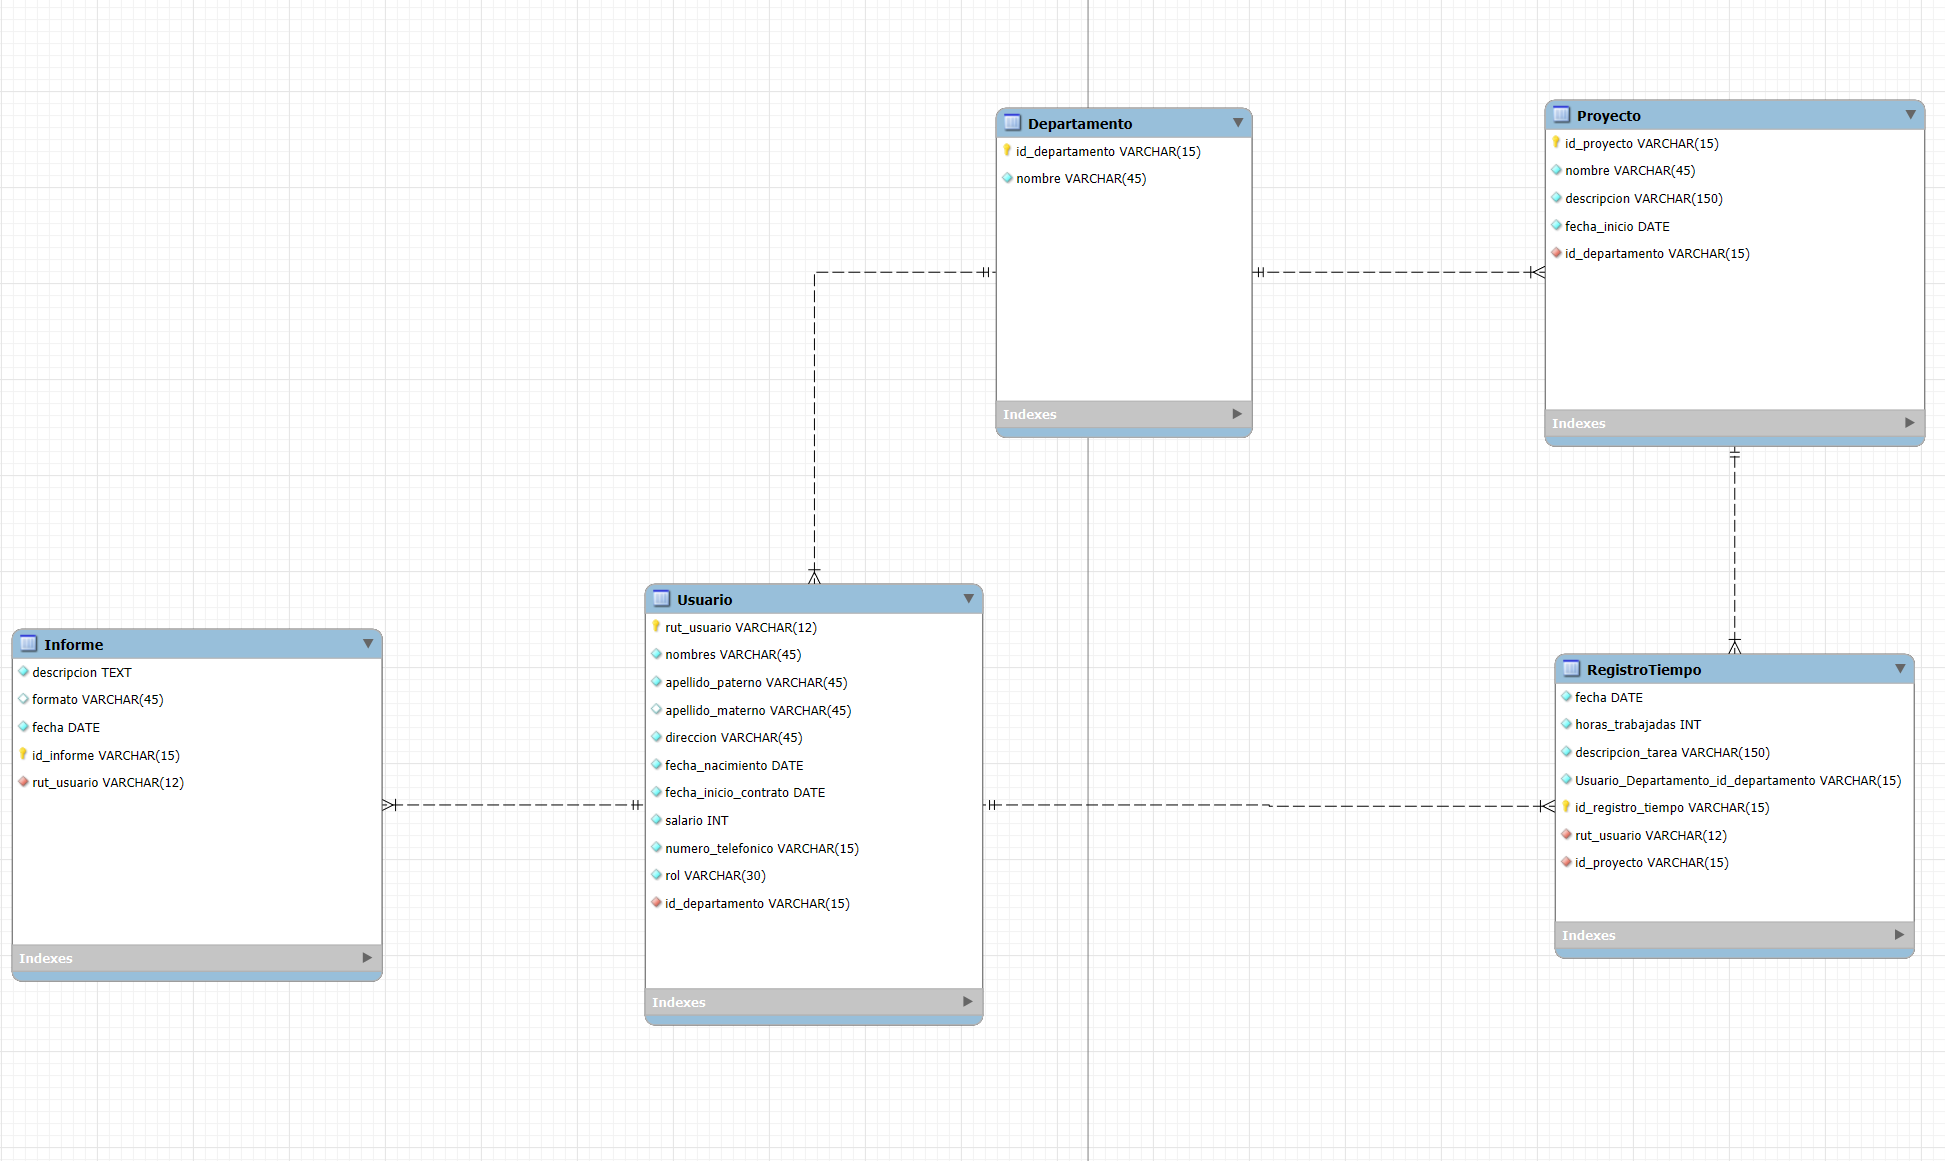 Departamento
id_departamento VARCHAR(15)
nombre VARCHAR(45)
Indexes
Proyecto
id_proyecto VARCHAR(15)
nombre VARCHAR(45)
descripcion VARCHAR(150)
fecha_inicio DATE
id_departamento VARCHAR(15)
Indexes
Informe
descripcion TEXT
formato VARCHAR(45)
fecha DATE
id_informe VARCHAR(15)
rut_usuario VARCHAR(12)
Indexes
Usuario
rut_usuario VARCHAR(12)
nombres VARCHAR(45)
apellido_paterno VARCHAR(45)
apellido_materno VARCHAR(45)
direccion VARCHAR(45)
fecha_nacimiento DATE
fecha_inicio_contrato DATE
salario INT
numero_telefonico VARCHAR(15)
rol VARCHAR(30)
id_departamento VARCHAR(15)
Indexes
RegistroTiempo
fecha DATE
horas_trabajadas INT
descripcion_tarea VARCHAR(150)
Usuario_Departamento_id_departamento VARCHAR(15)
id_registro_tiempo VARCHAR(15)
rut_usuario VARCHAR(12)
id_proyecto VARCHAR(15)
Indexes